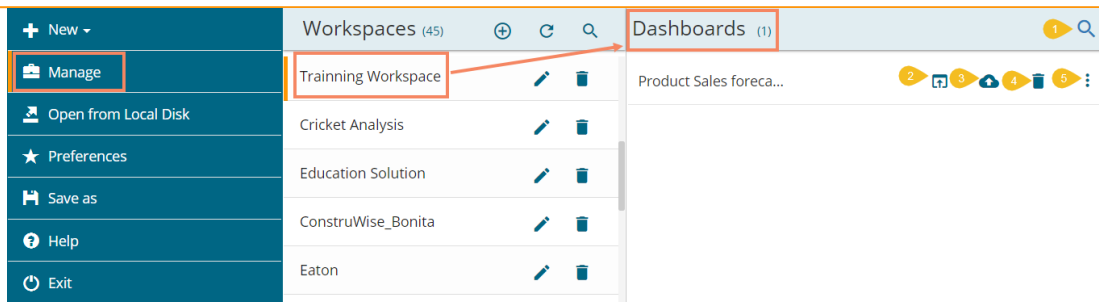 New
Manage
Open from Local Disk
Preferences
Save as
Help
Exit
Workspaces (45)
Trainning Workspace
Cricket Analysis
Education Solution
ConstruWise_Bonita
Eaton
Dashboards (1)
1
Product Sales foreca...
2
3
4
5